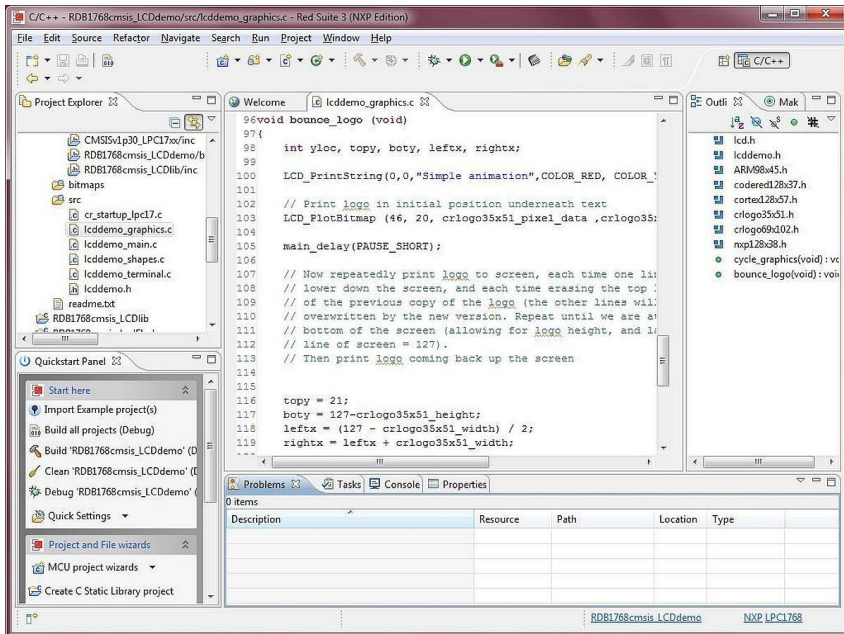 C/C++ - RDB1768cmsis_LCDdemo/src/lcddemo_graphics.c - Red Suite 3 (NXP Edition)
File Edit Source Refactor Navigate Search Run Project Window Help
C/C++
Project Explorer
CMSISv1p30_LPC17xx/inc
RDB1768cmsis_LCDdemo/b
RDB1768cmsis_LCDlib/inc
bitmaps
src
cr_startup_lpc17.c
lcddemo_graphics.c
lcddemo_main.c
lcddemo_shapes.c
lcddemo_terminal.c
lcddemo.h
readme.txt
RDB1768cmsis_LCDlib
Quickstart Panel
Start here
Import Example project(s)
Build all projects (Debug)
Build 'RDB1768cmsis_LCDdemo' (D
Clean 'RDB1768cmsis_LCDdemo' (D
Debug 'RDB1768cmsis_LCDdemo' (
Quick Settings
Project and File wizards
MCU project wizards
Create C Static Library project
Welcome lcddemo_graphics.c
96 void bounce_logo (void)
97 {
98 int yloc, topy, boty, leftx, rightx;
99
100 LCD_PrintString(0,0,"Simple animation",COLOR_RED, COLOR_
101
102 // Print logo in initial position underneath text
103 LCD_PlotBitmap (46, 20, crlogo35x51_pixel_data ,crlogo35
104
105 main_delay(PAUSE_SHORT);
106
107 // Now repeatedly print logo to screen, each time one li
108 // lower down the screen, and each time erasing the top
109 // of the previous copy of the logo (the other lines wil
110 // overwritten by the new version. Repeat until we are a
111 // bottom of the screen (allowing for logo height, and
112 // line of screen = 127).
113 // Then print logo coming back up the screen
114
115
116 topy = 21;
117 boty = 127-crlogo35x51_height;
118 leftx = (127 - crlogo35x51_width) / 2;
119 rightx = leftx + crlogo35x51_width;
Outli Mak
lcd.h
lcddemo.h
ARM98x45.h
codered128x37.h
cortex128x57.h
crlogo35x51.h
crlogo69x102.h
nxp128x38.h
cycle_graphics(void) : vo
bounce_logo(void) : voi
Problems Tasks Console Properties
0 items
Description Resource Path Location Type
RDB1768cmsis_LCDdemo NXP LPC1768